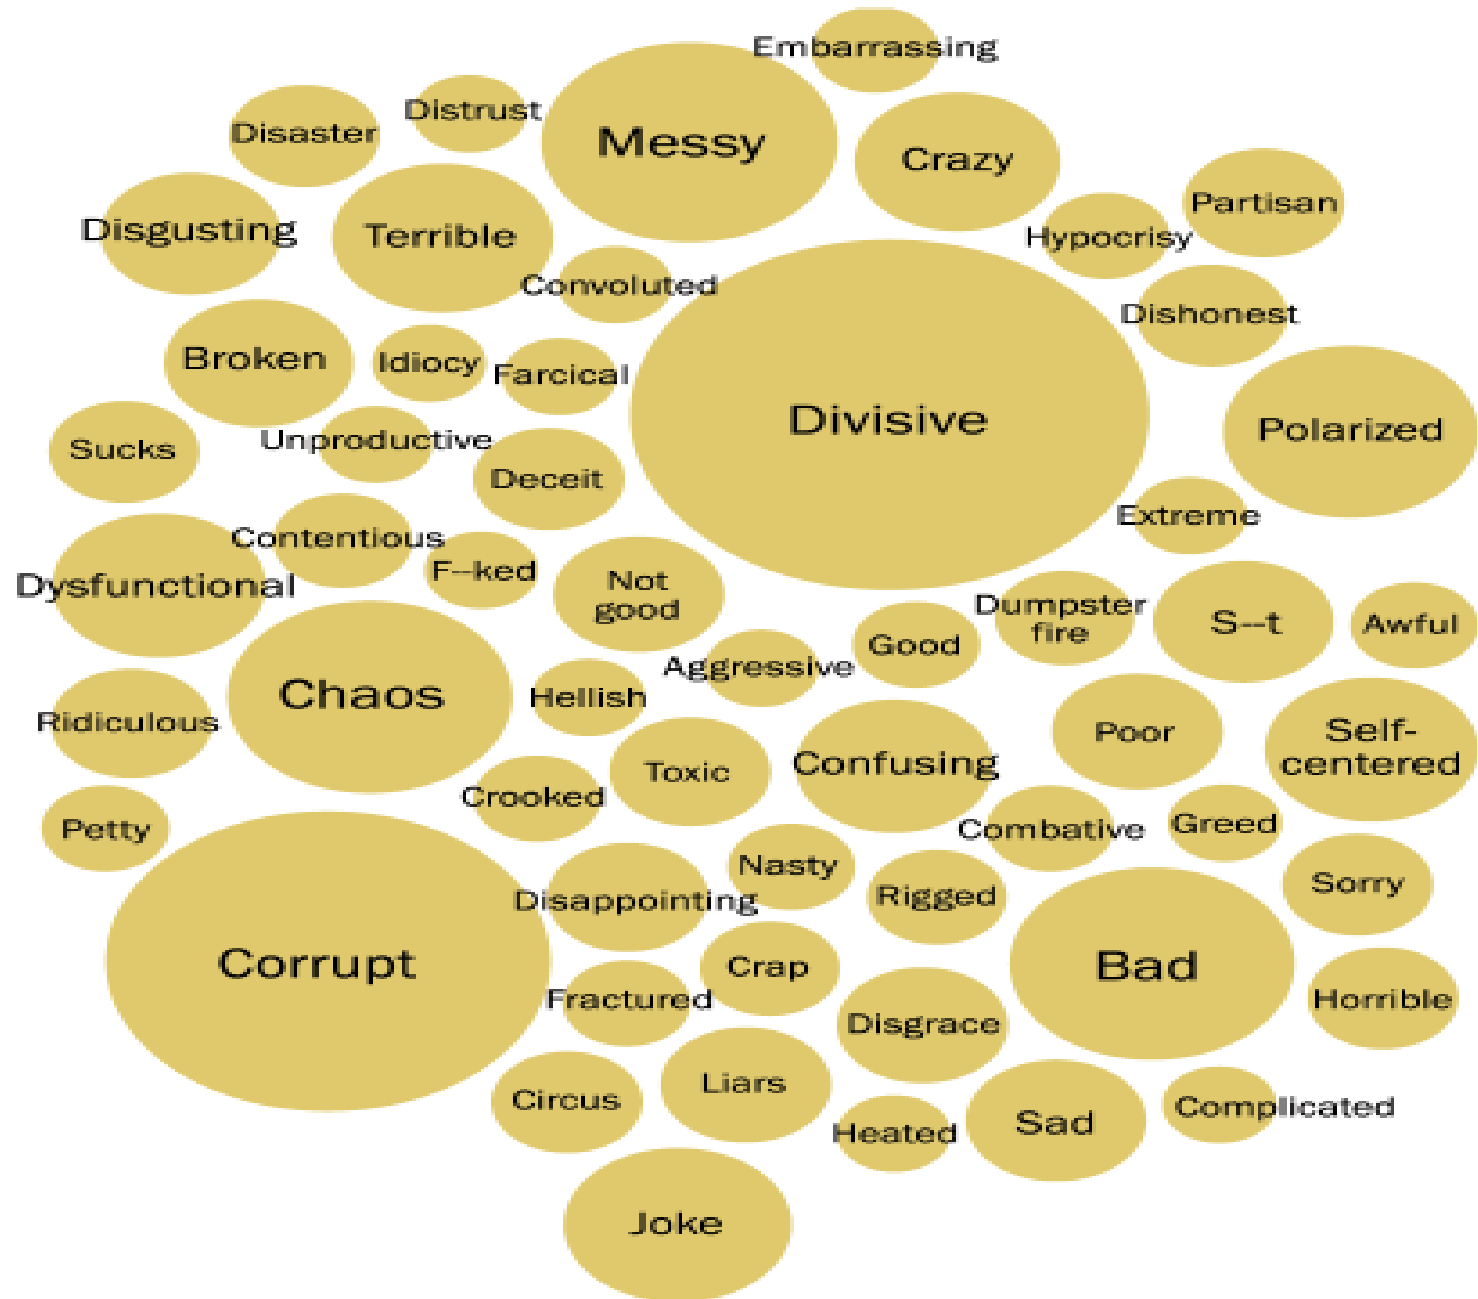 Embarrassing
Distrust
Disaster
Messy
Crazy
Partisan
Disgusting
Terrible
Hypocrisy
Convoluted
Dishonest
Broken
Idiocy
Farcical
Divisive
Polarized
Sucks
Unproductive
Deceit
Extreme
Contentious
Dysfunctional
F--ked
Not
good
Dumpster
fire
S--t
Awful
Good
Aggressive
Chaos
Hellish
Ridiculous
Poor
Self-
centered
Toxic
Confusing
Crooked
Petty
Combative
Greed
Nasty
Disappointing
Rigged
Sorry
Corrupt
Crap
Bad
Fractured
Disgrace
Horrible
Circus
Liars
Heated
Sad
Complicated
Joke